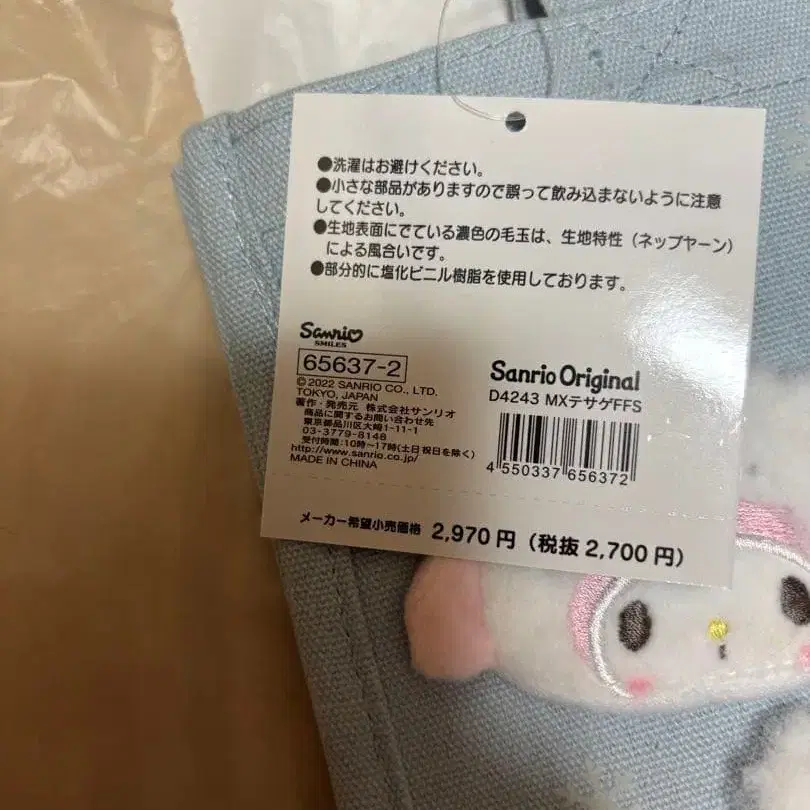 ●洗濯はお避けください。
●小さな部品がありますので誤って飲み込まないように注意
してください。
●生地表面にでている濃色の毛玉は、生地特性（ネップヤーン）
による風合いです。
●部分的に塩化ビニル樹脂を使用しております。
Sanrio
SMILES
65637-2
© 2022 SANRIO CO., LTD.
TOKYO, JAPAN
著作・発売元 株式会社サンリオ
商品に関するお問い合わせ先
東京都品川区大崎1-11-1
03-3779-8148
受付時間:10時～17時(土日祝日を除く)
http://www.sanrio.co.jp/
MADE IN CHINA
Sanrio Original
D4243 MXテサゲFFS
4 550337 656372
メーカー希望小売価格 2,970円（税抜2,700円）